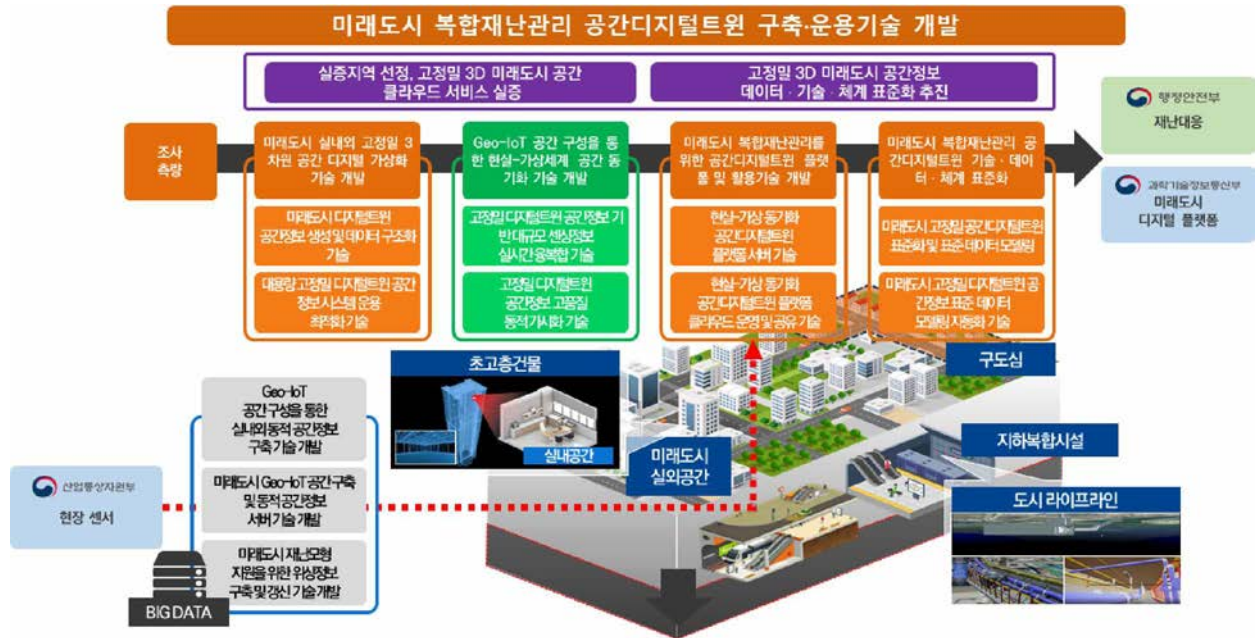 미래도시 복합재난관리 공간디지털트윈 구축·운용기술 개발
실증지역 선정, 고정밀 3D 미래도시 공간
클라우드 서비스 실증
고정밀 3D 미래도시 공간정보
데이터 · 기술 · 체계 표준화 추진
행정안전부
재난대응
조사
측량
미래도시 실내외 고정밀 3
차원 공간 디지털 가상화
기술 개발
Geo-IoT 공간 구성을 통
한 현실-가상세계 공간 동
기화 기술 개발
미래도시 복합재난관리를
위한 공간디지털트윈 플랫
폼 및 활용기술 개발
미래도시 복합재난관리 공
간디지털트윈 기술 · 데이
터 · 체계 표준화
과학기술정보통신부
미래도시
디지털 플랫폼
미래도시 디지털트윈
공간정보 생성 및 데이터 구조화
기술
고정밀 디지털트윈 공간정보 기
반 대규모 센싱정보
실시간 융복합 기술
현실-가상 동기화
공간디지털트윈
플랫폼 서버 기술
미래도시 고정밀 공간디지털트윈
표준화 및 표준 데이터 모델링
대용량 고정밀 디지털트윈 공간
정보 시스템 운용
최적화 기술
고정밀 디지털트윈
공간정보 고품질
동적 가시화 기술
현실-가상 동기화
공간디지털트윈 플랫폼
클라우드 운영 및 공유 기술
미래도시 고정밀 디지털트윈 공
간정보 표준 데이터
모델링 자동화 기술
초고층건물
실내공간
구도심
미래도시
실외공간
지하복합시설
도시 라이프라인
Geo-IoT
공간 구성을 통한
실내외 동적 공간정보
구축 기술 개발
산업통상자원부
현장 센서
미래도시 Geo-IoT 공간 구축
및 동적 공간정보
서버 기술 개발
미래도시 재난모형
지원을 위한 위상정보
구축 및 갱신 기술 개발
BIG DATA